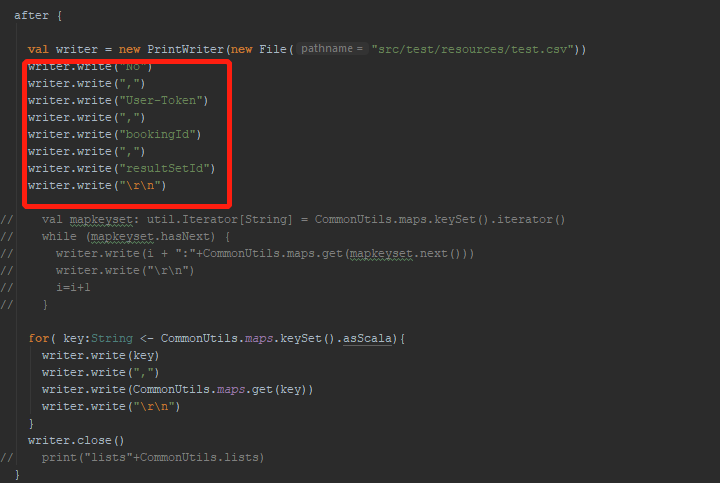 after {
val writer = new PrintWriter(new File( pathname = "src/test/resources/test.csv"))
writer.write("No")
writer.write(",")
writer.write("User-Token")
writer.write(",")
writer.write("bookingId")
writer.write(",")
writer.write("resultSetId")
writer.write("\r\n")
// val mapkeyset: util.Iterator[String] = CommonUtils.maps.keySet().iterator()
// while (mapkeyset.hasNext) {
// writer.write(i + ":"+CommonUtils.maps.get(mapkeyset.next()))
// writer.write("\r\n")
// i=i+1
// }
for( key:String <- CommonUtils.maps.keySet().asScala){
writer.write(key)
writer.write(",")
writer.write(CommonUtils.maps.get(key))
writer.write("\r\n")
}
writer.close()
// print("lists"+CommonUtils.lists)
}